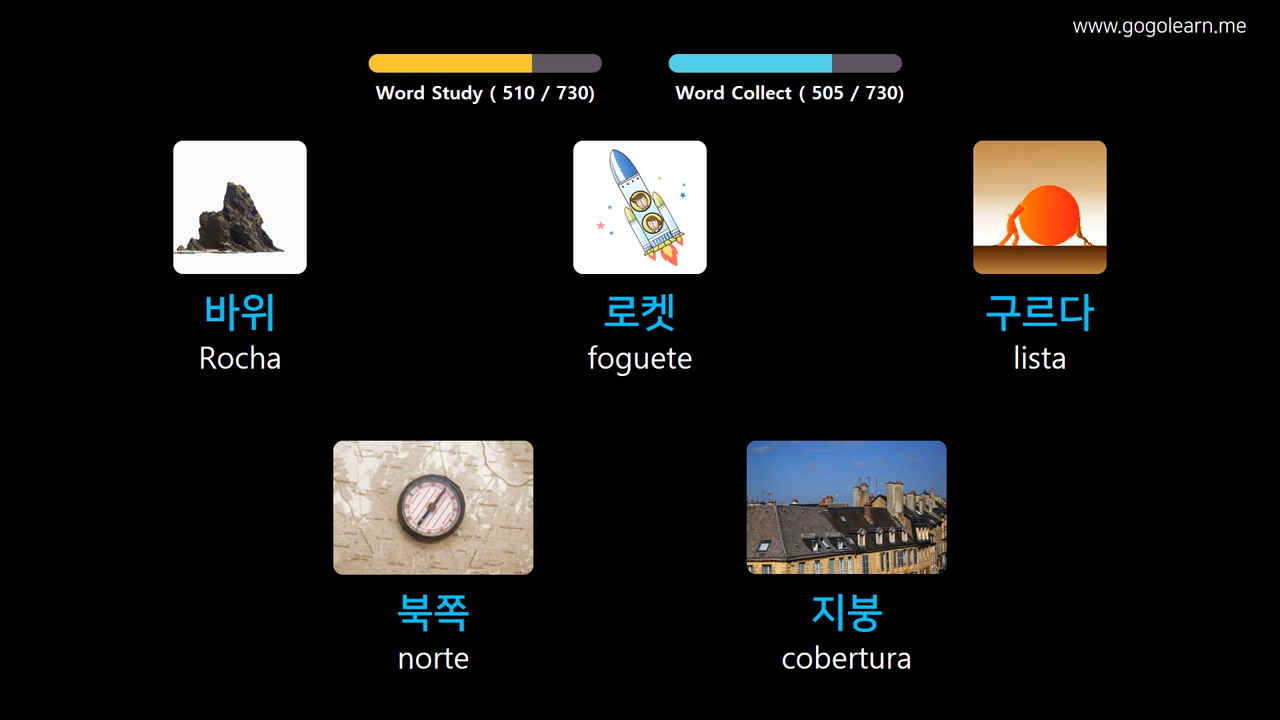 www.gogolearn.me
Word Study ( 510 / 730)
Word Collect ( 505 / 730)
바위
Rocha
로켓
foguete
구르다
lista
북쪽
norte
지붕
cobertura